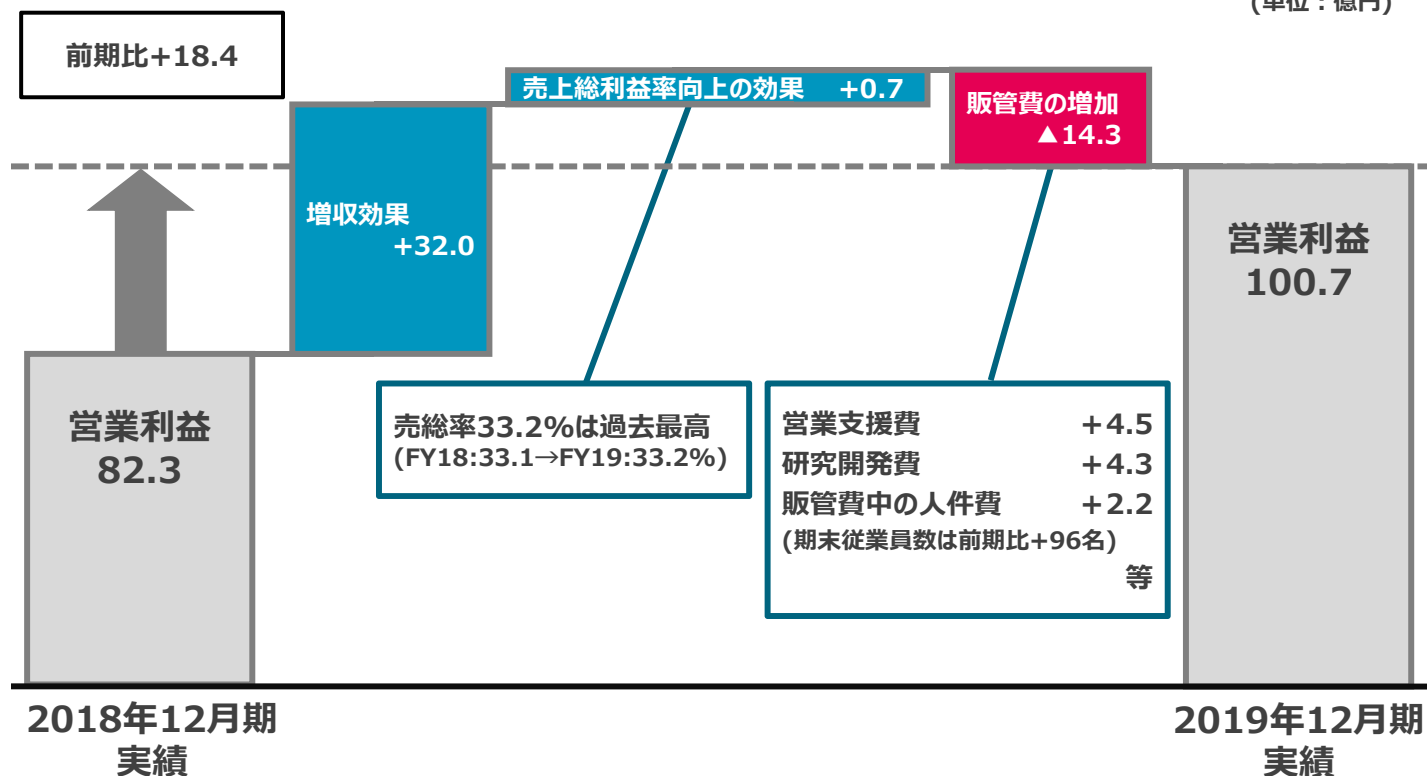 (単位：億円)
前期比+18.4
売上総利益率向上の効果 +0.7
販管費の増加
▲14.3
増収効果
+32.0
営業利益
100.7
営業利益
82.3
売総率33.2%は過去最高
(FY18:33.1→FY19:33.2%)
営業支援費 +4.5
研究開発費 +4.3
販管費中の人件費 +2.2
(期末従業員数は前期比+96名)
等
2018年12月期
実績
2019年12月期
実績